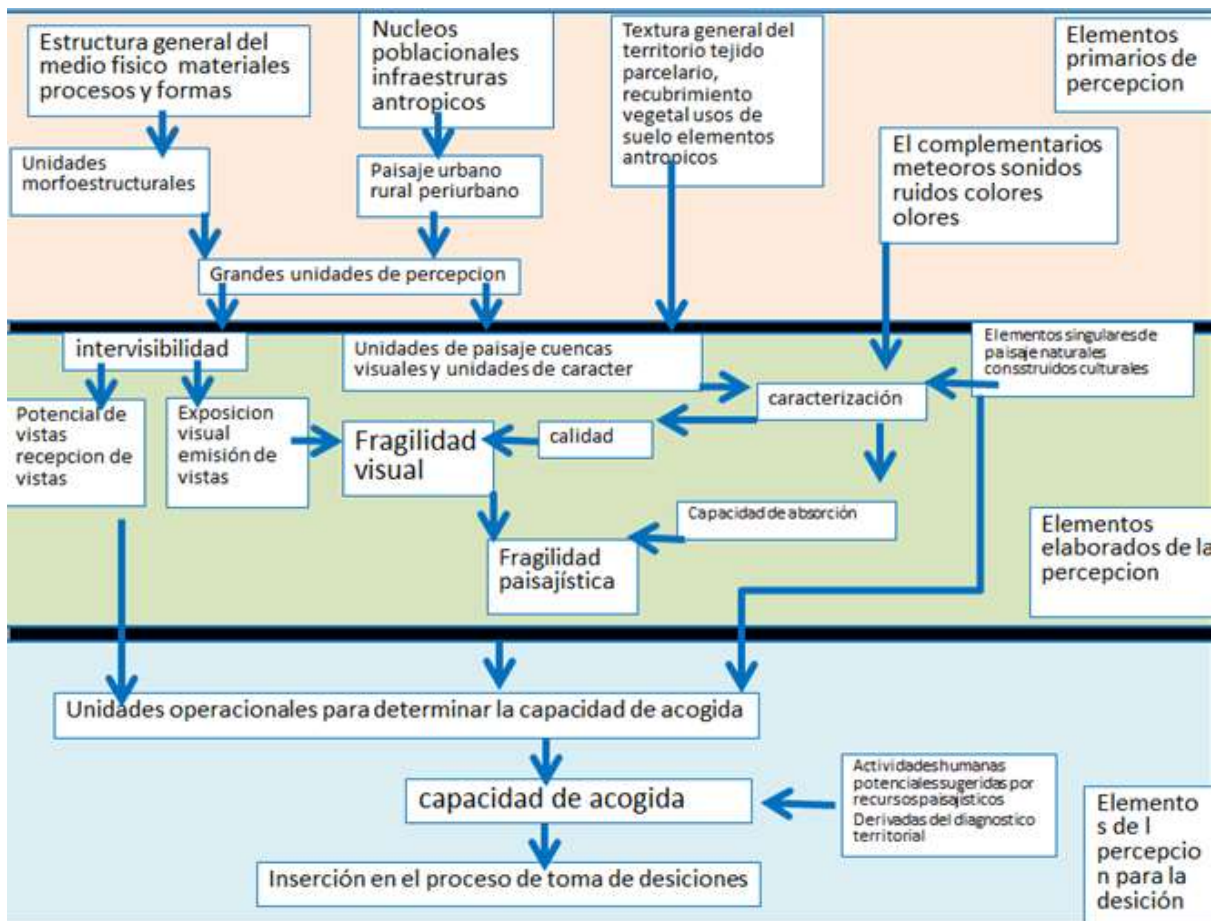 Estructura general del
medio fisico materiales
procesos y formas
Nucleos
poblacionales
infraestruras
antropicos
Textura general del
territorio tejido
parcelario,
recubrimiento
vegetal usos de
suelo elementos
antropicos
Elementos
primarios de
percepcion
Unidades
morfoestructurales
Paisaje urbano
rural periurbano
El complementarios
meteoros sonidos
ruidos colores
olores
Grandes unidades de percepcion
intervisibilidad
Unidades de paisaje cuencas
visuales y unidades de caracter
Elementos singulares de
paisaje naturales
consstruidos culturales
caracterización
Potencial de
vistas
recepcion de
vistas
Exposicion
visual
emisión de
vistas
Fragilidad
visual
calidad
Capacidad de absorción
Fragilidad
paisajística
Elementos
elaborados de la
percepcion
Unidades operacionales para determinar la capacidad de acogida
capacidad de acogida
Actividades humanas
potenciales sugeridas por
recursos paisajísticos
Derivadas del diagnostico
territorial
Elemento
s de l
percepcio
n para la
desición
Inserción en el proceso de toma de desiciones